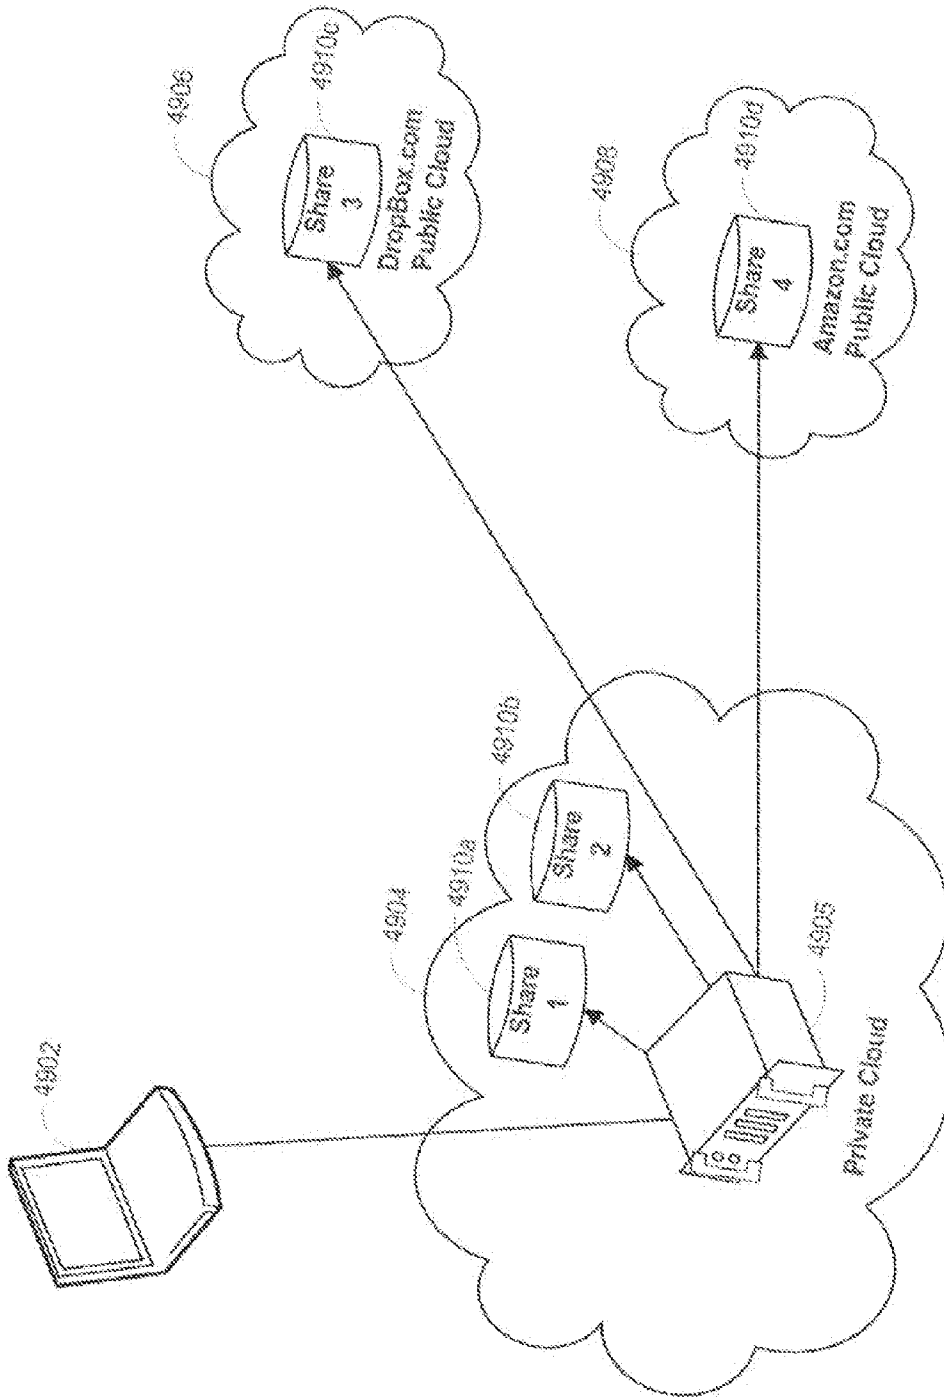 4902
4904
4910a
Share
1
4910b
Share
2
4905
Private Cloud
4906
4910c
Share
3
DropBox.com
Public Cloud
4908
4910d
Share
4
Amazon.com
Public Cloud